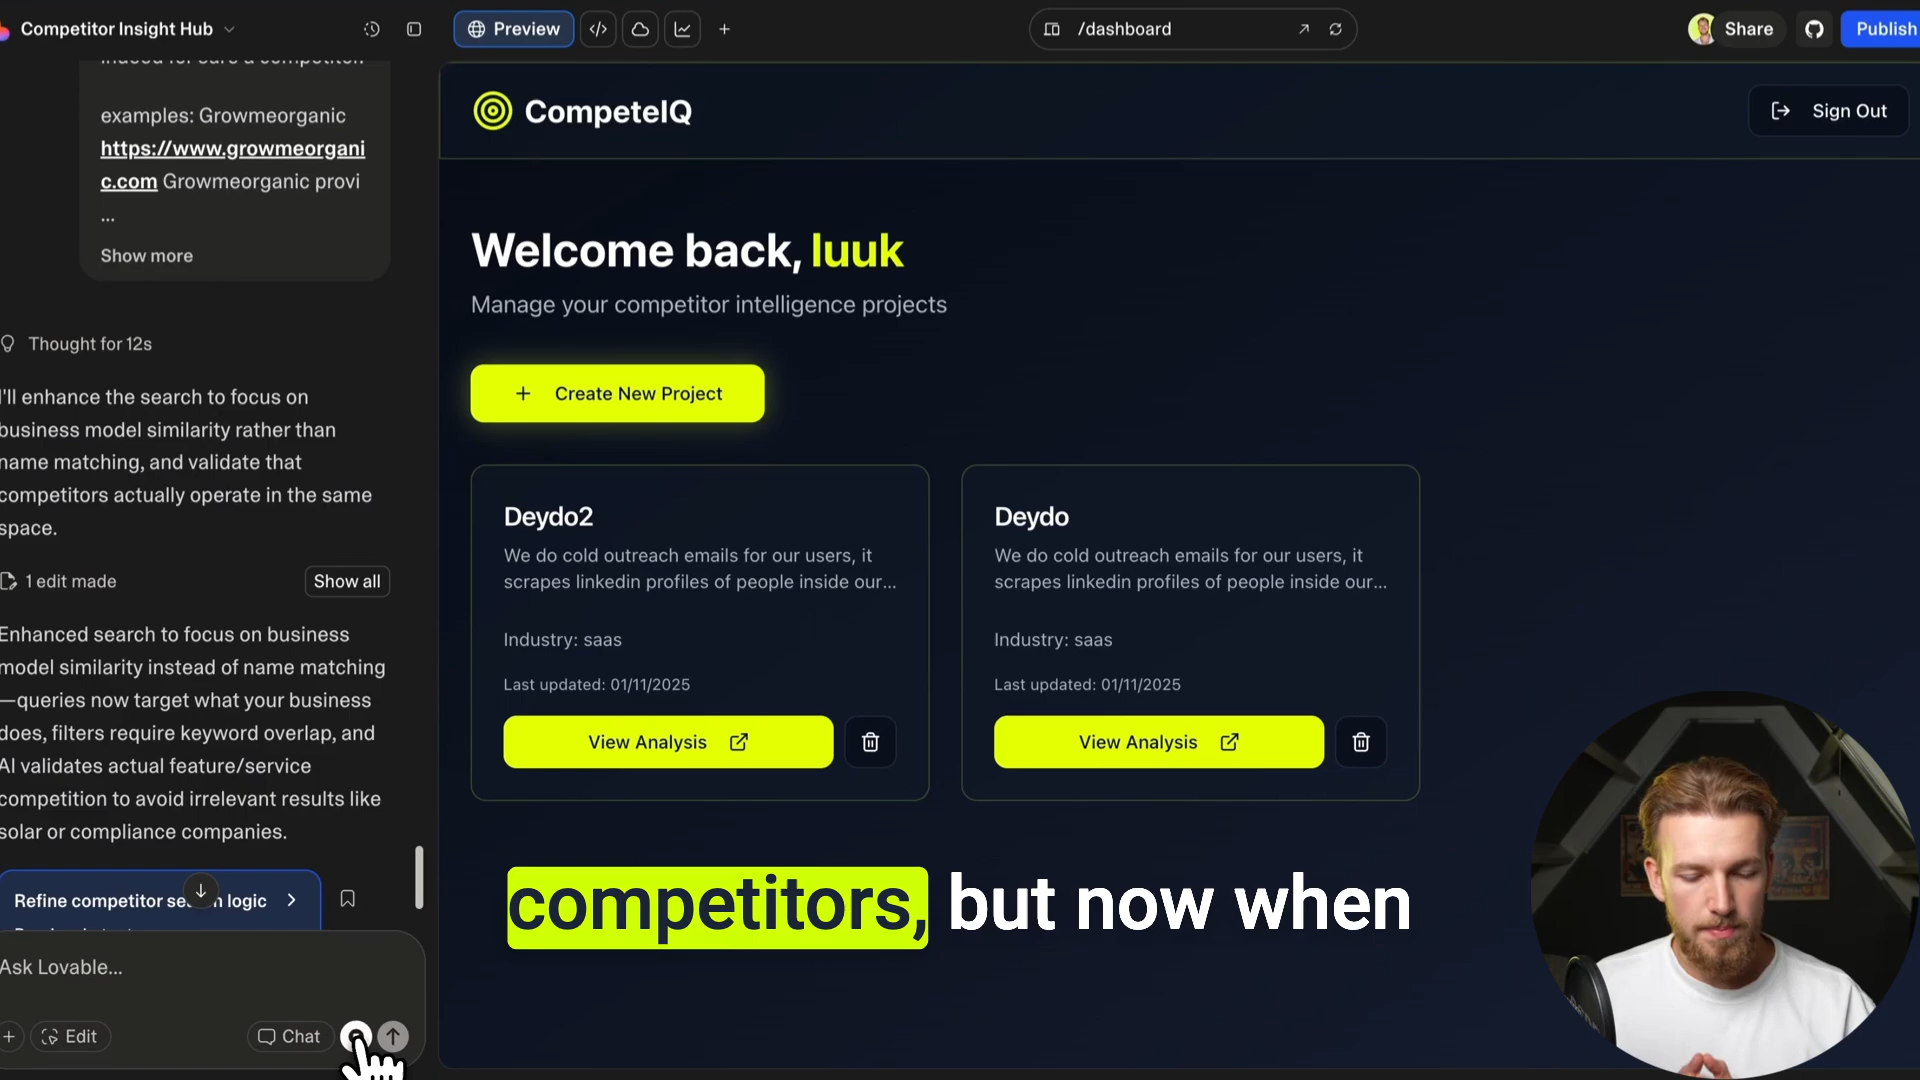 Competitor Insight Hub
Preview
/dashboard
Share
Publish
indeed for sure a competitor.
examples: Growmeorganic
https://www.growmeorgani
c.com Growmeorganic provi
...
Show more
Thought for 12s
I'll enhance the search to focus on
business model similarity rather than
name matching, and validate that
competitors actually operate in the same
space.
1 edit made
Show all
Enhanced search to focus on business
model similarity instead of name matching
—queries now target what your business
does, filters require keyword overlap, and
AI validates actual feature/service
competition to avoid irrelevant results like
solar or compliance companies.
Refine competitor search logic
Ask Lovable...
Edit
Chat
CompeteIQ
Sign Out
Welcome back, luuk
Manage your competitor intelligence projects
Create New Project
Deydo2
We do cold outreach emails for our users, it
scrapes linkedin profiles of people inside our...
Industry: saas
Last updated: 01/11/2025
View Analysis
Deydo
We do cold outreach emails for our users, it
scrapes linkedin profiles of people inside our...
Industry: saas
Last updated: 01/11/2025
View Analysis
competitors, but now when